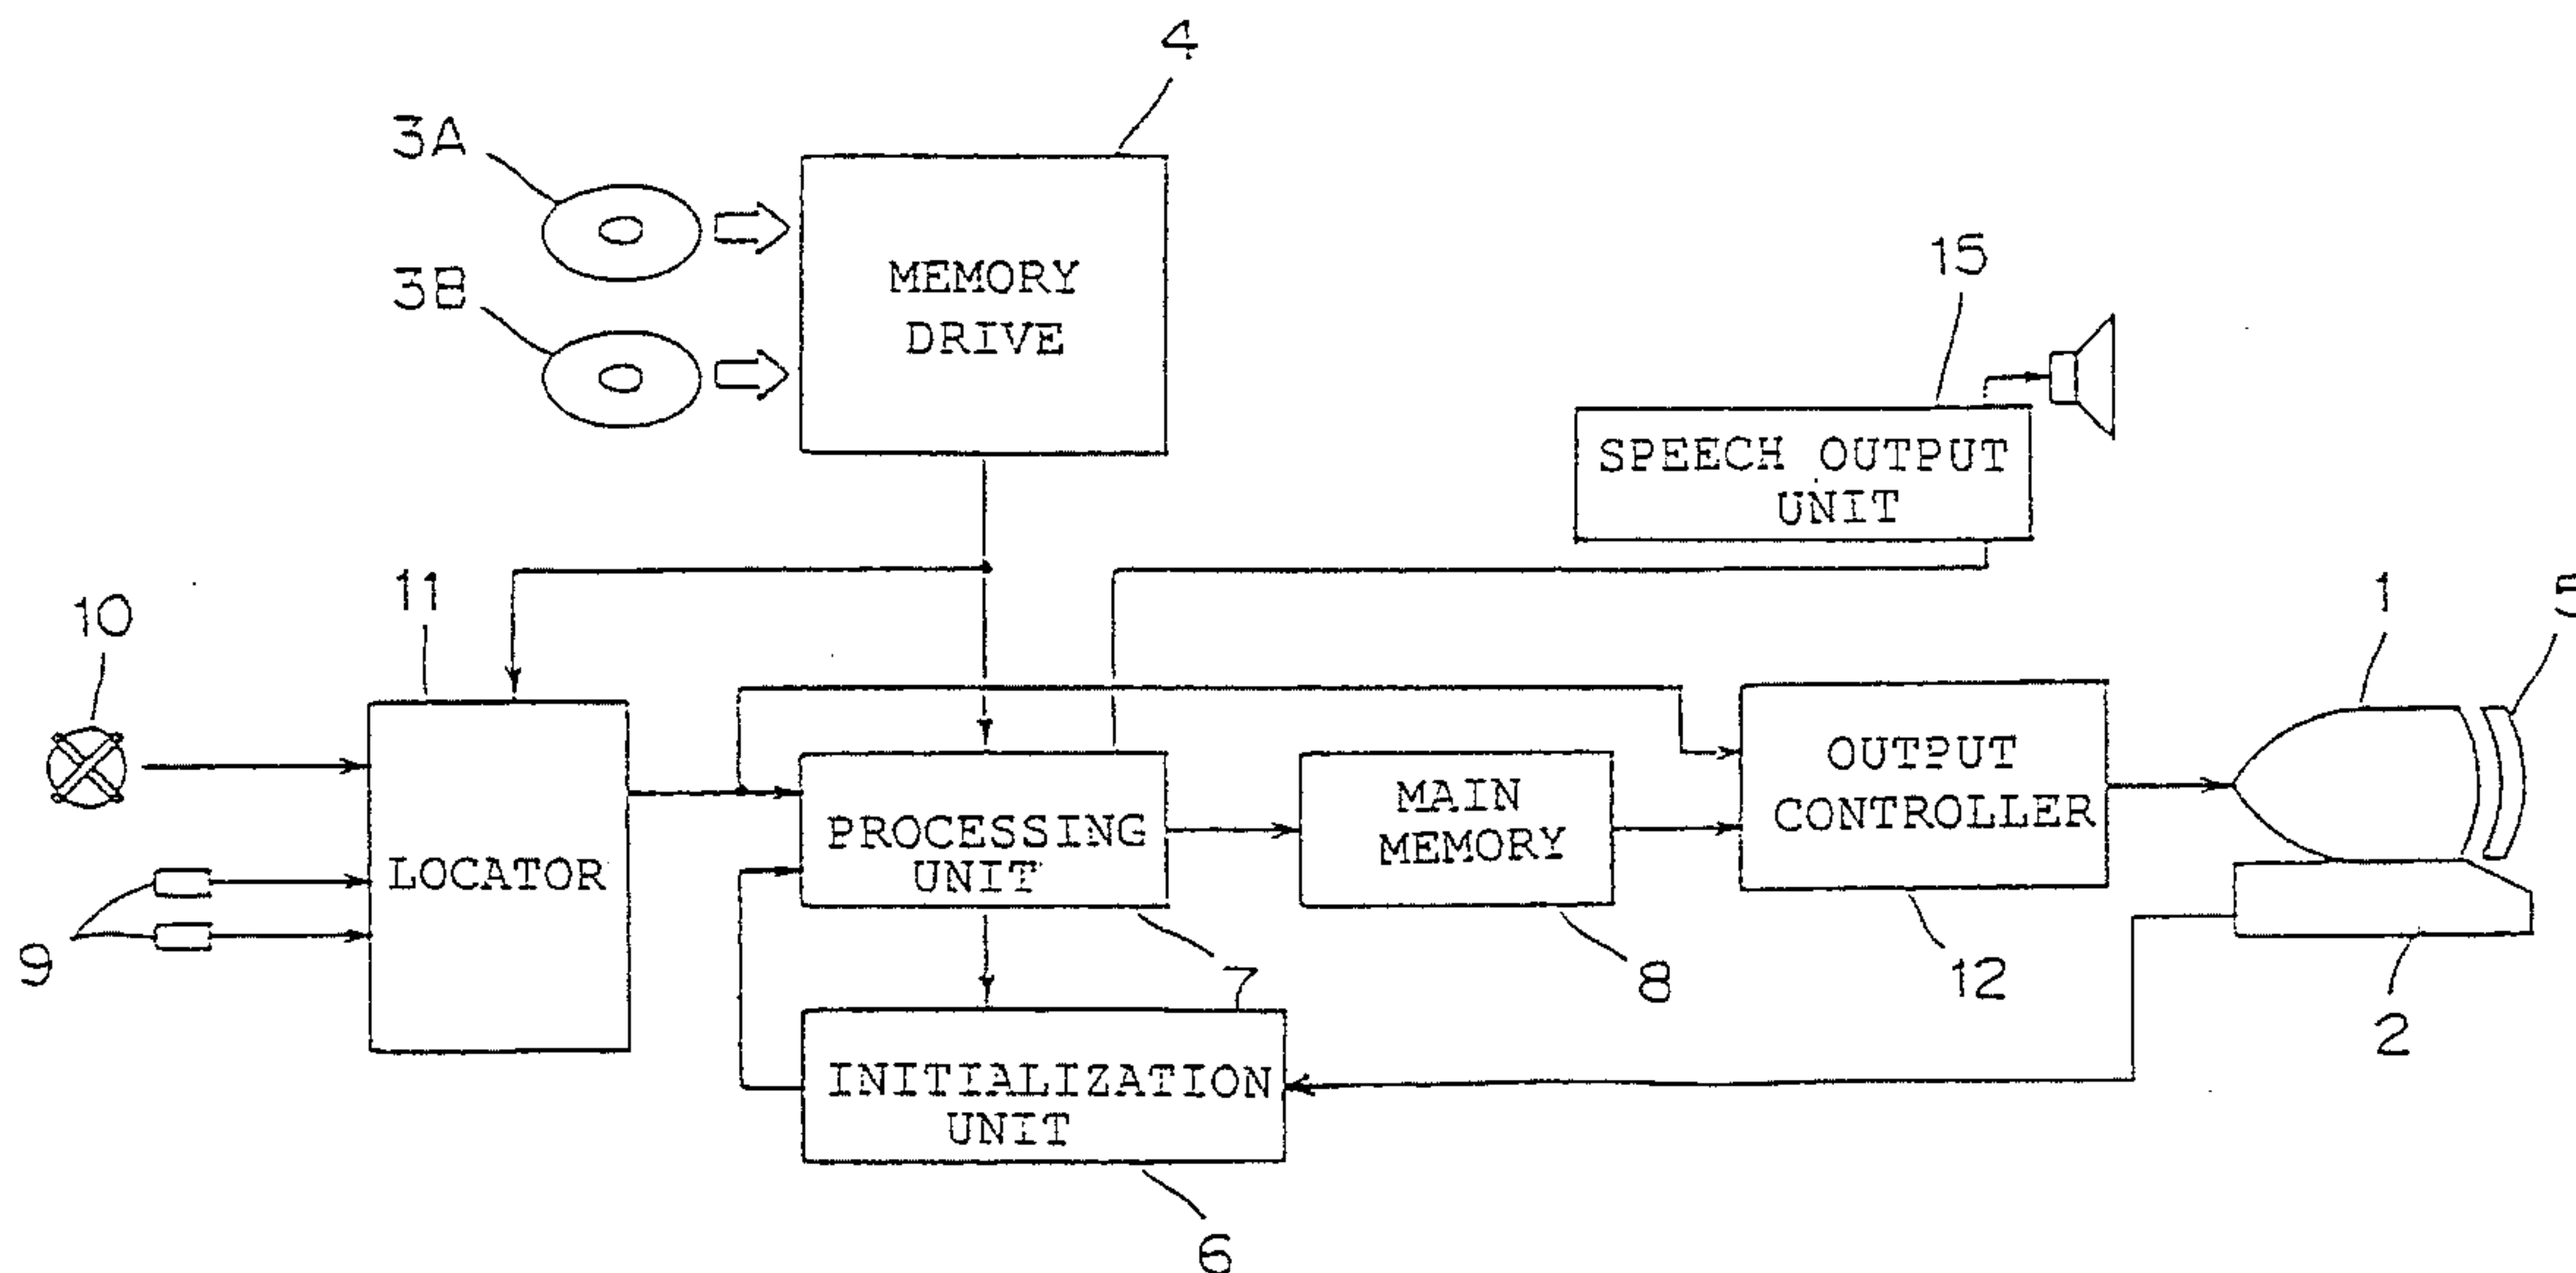 4
3A
3B
MEMORY
DRIVE
15
SPEECH OUTPUT
UNIT
10
11
1
5
LOCATOR
PROCESSING
UNIT
MAIN
MEMORY
OUTPUT
CONTROLLER
9
7
8
12
2
INITIALIZATION
UNIT
6